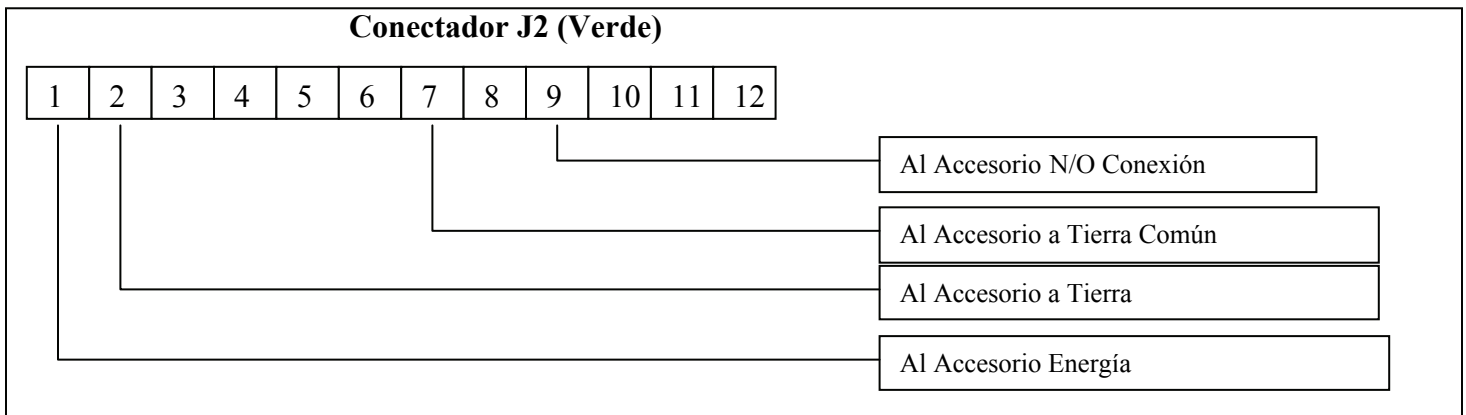 Conectador J2 (Verde)
1 2 3 4 5 6 7 8 9 10 11 12
Al Accesorio N/O Conexión
Al Accesorio a Tierra Común
Al Accesorio a Tierra
Al Accesorio Energía